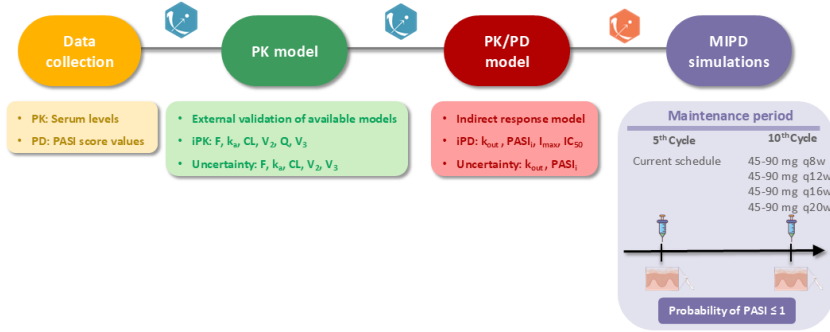 Data
collection
PK model
PK/PD
model
MIPD
simulations
• PK: Serum levels
• PD: PASI score values
• External validation of available models
• iPK: F, kₐ, CL, V₂, Q, V₃
• Uncertainty: F, kₐ, CL, V₂, V₃
• Indirect response model
• iPD: kout , PASIi, Imax, IC50
• Uncertainty: kout , PASIi
Maintenance period
5th Cycle
10th Cycle
Current schedule
45-90 mg q8w
45-90 mg q12w
45-90 mg q16w
45-90 mg q20w
Probability of PASI ≤ 1